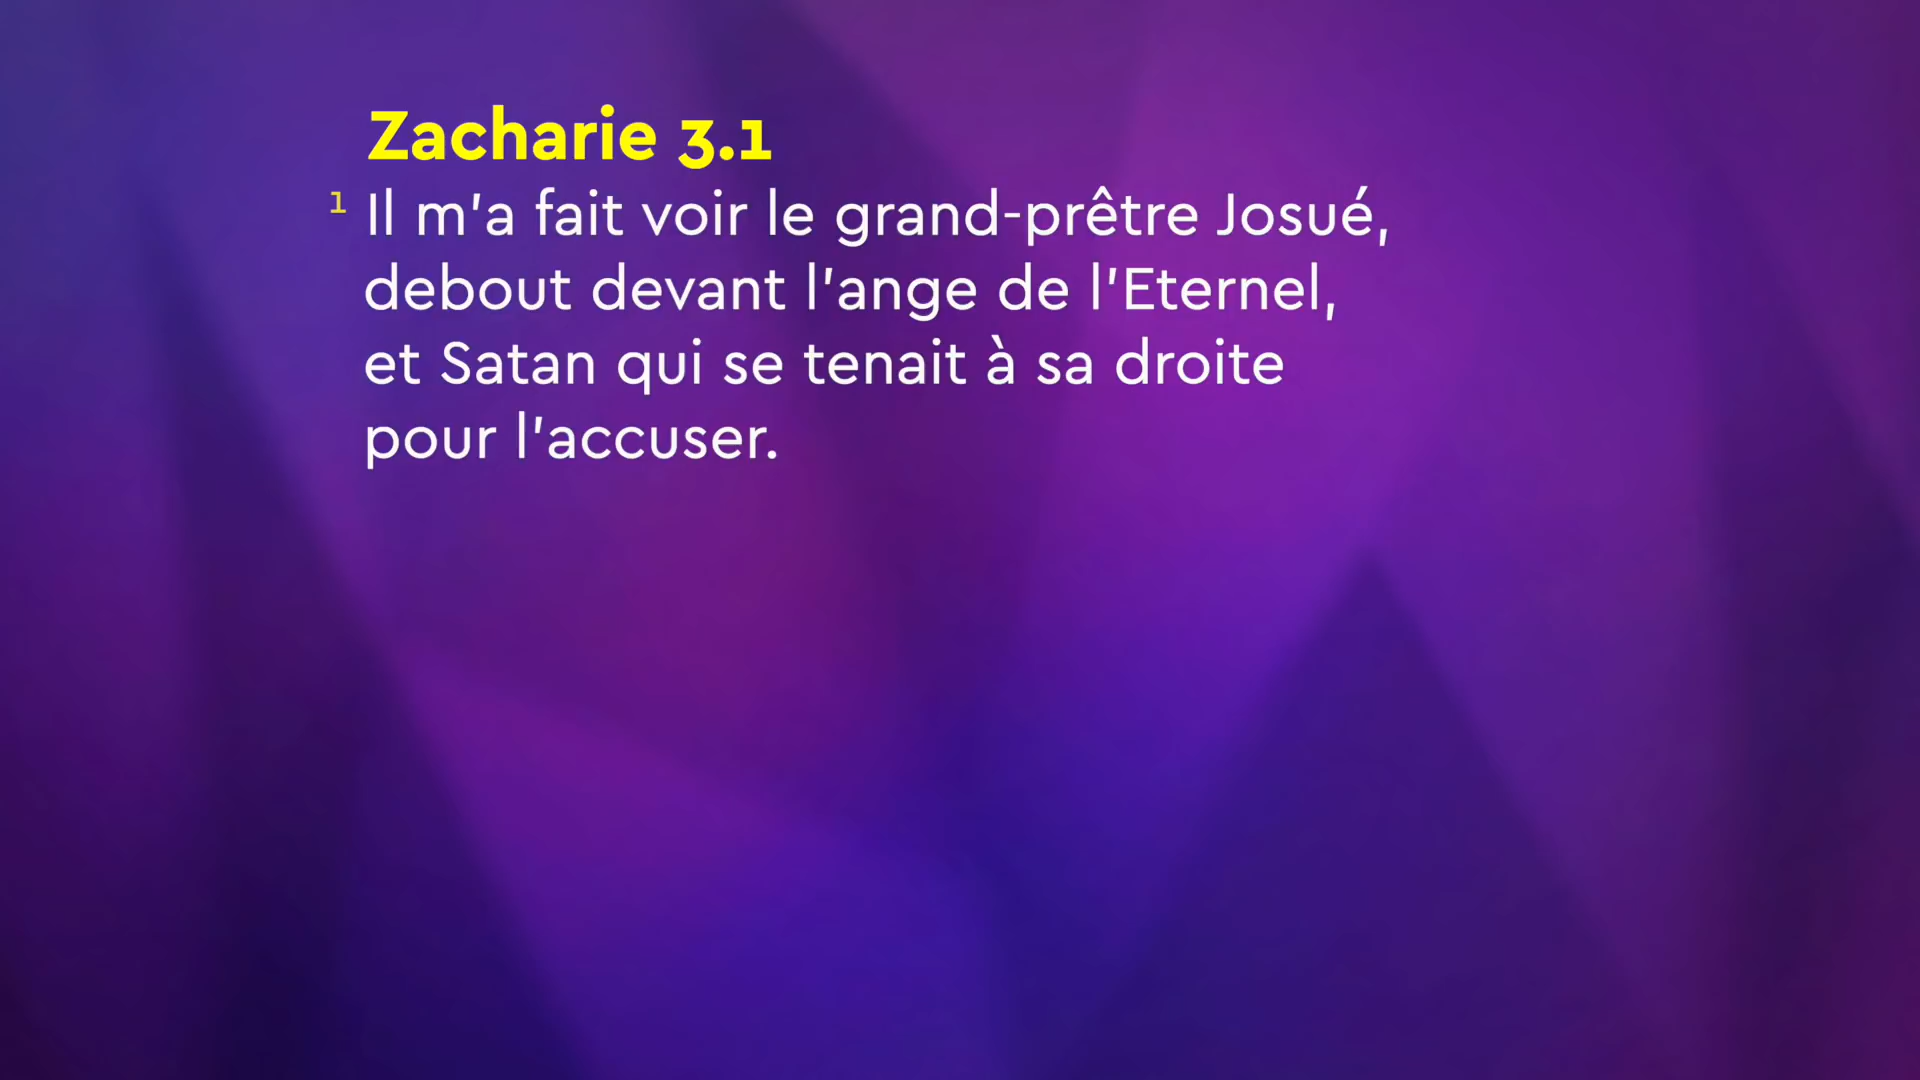 Zacharie 3.1
1 Il m'a fait voir le grand-prêtre Josué,
debout devant l'ange de l'Eternel,
et Satan qui se tenait à sa droite
pour l'accuser.